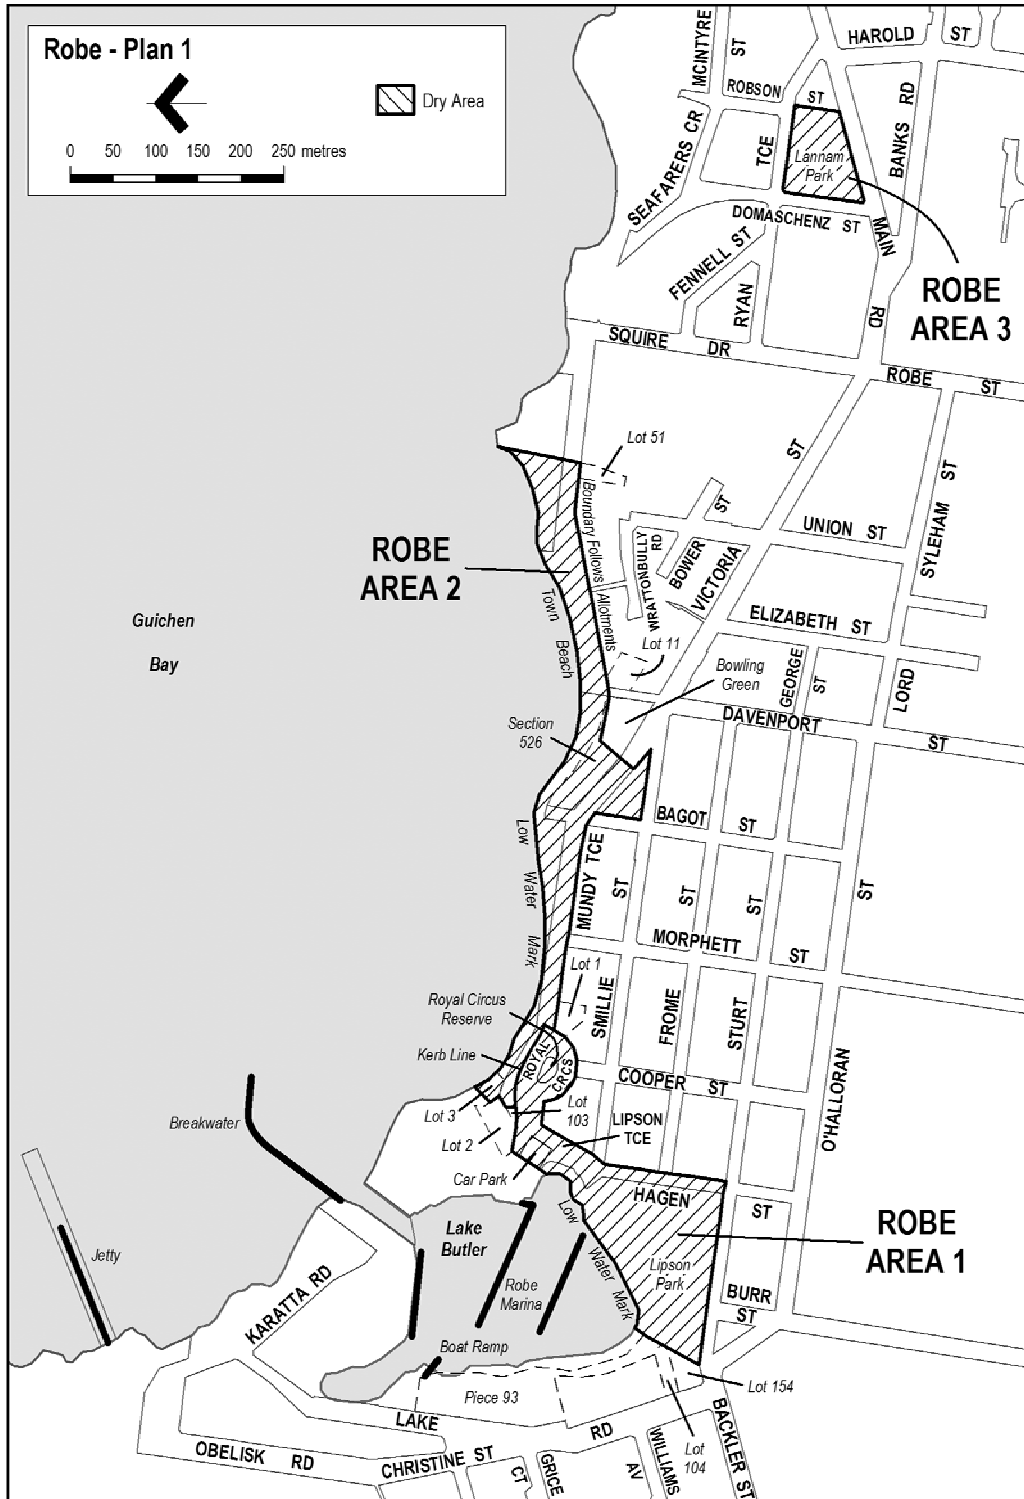 Robe - Plan 1
Dry Area
0 50 100 150 200 250 metres
MCINTYRE
ST
HAROLD ST
ROBSON
ST
SEAFARERS CR
TCE
BANKS RD
Lannam
Park
DOMASCHENZ ST
MAIN
RD
FENNELL ST
RYAN
ROBE
AREA 3
SQUIRE DR
ROBE ST
Lot 51
ST
ST
SYLEHAM ST
UNION ST
Boundary Follows Allotments
WRATTONBULLY
RD
BOWER
VICTORIA
ROBE
AREA 2
Town Beach
ELIZABETH ST
Guichen
Bay
Lot 11
Bowling
Green
GEORGE
ST
LORD
DAVENPORT
ST
Section
526
BAGOT
ST
Low Water Mark
MUNDY TCE
ST
ST
ST
ST
MORPHETT
ST
Lot 1
Royal Circus
Reserve
SMILLIE
FROME
STURT
Kerb Line
ROYAL
CRCS
COOPER ST
O'HALLORAN
Lot 3
Lot
103
LIPSON
TCE
Lot 2
Breakwater
Car Park
HAGEN
ST
Low Water Mark
Lake
Butler
ROBE
AREA 1
Jetty
Lipson
Park
Robe
Marina
BURR
ST
KARATTA RD
Boat Ramp
Lot 154
Piece 93
LAKE
RD
BACKLER ST
OBELISK RD
CHRISTINE ST
CT
GRICE
AV
WILLIAMS
Lot
104